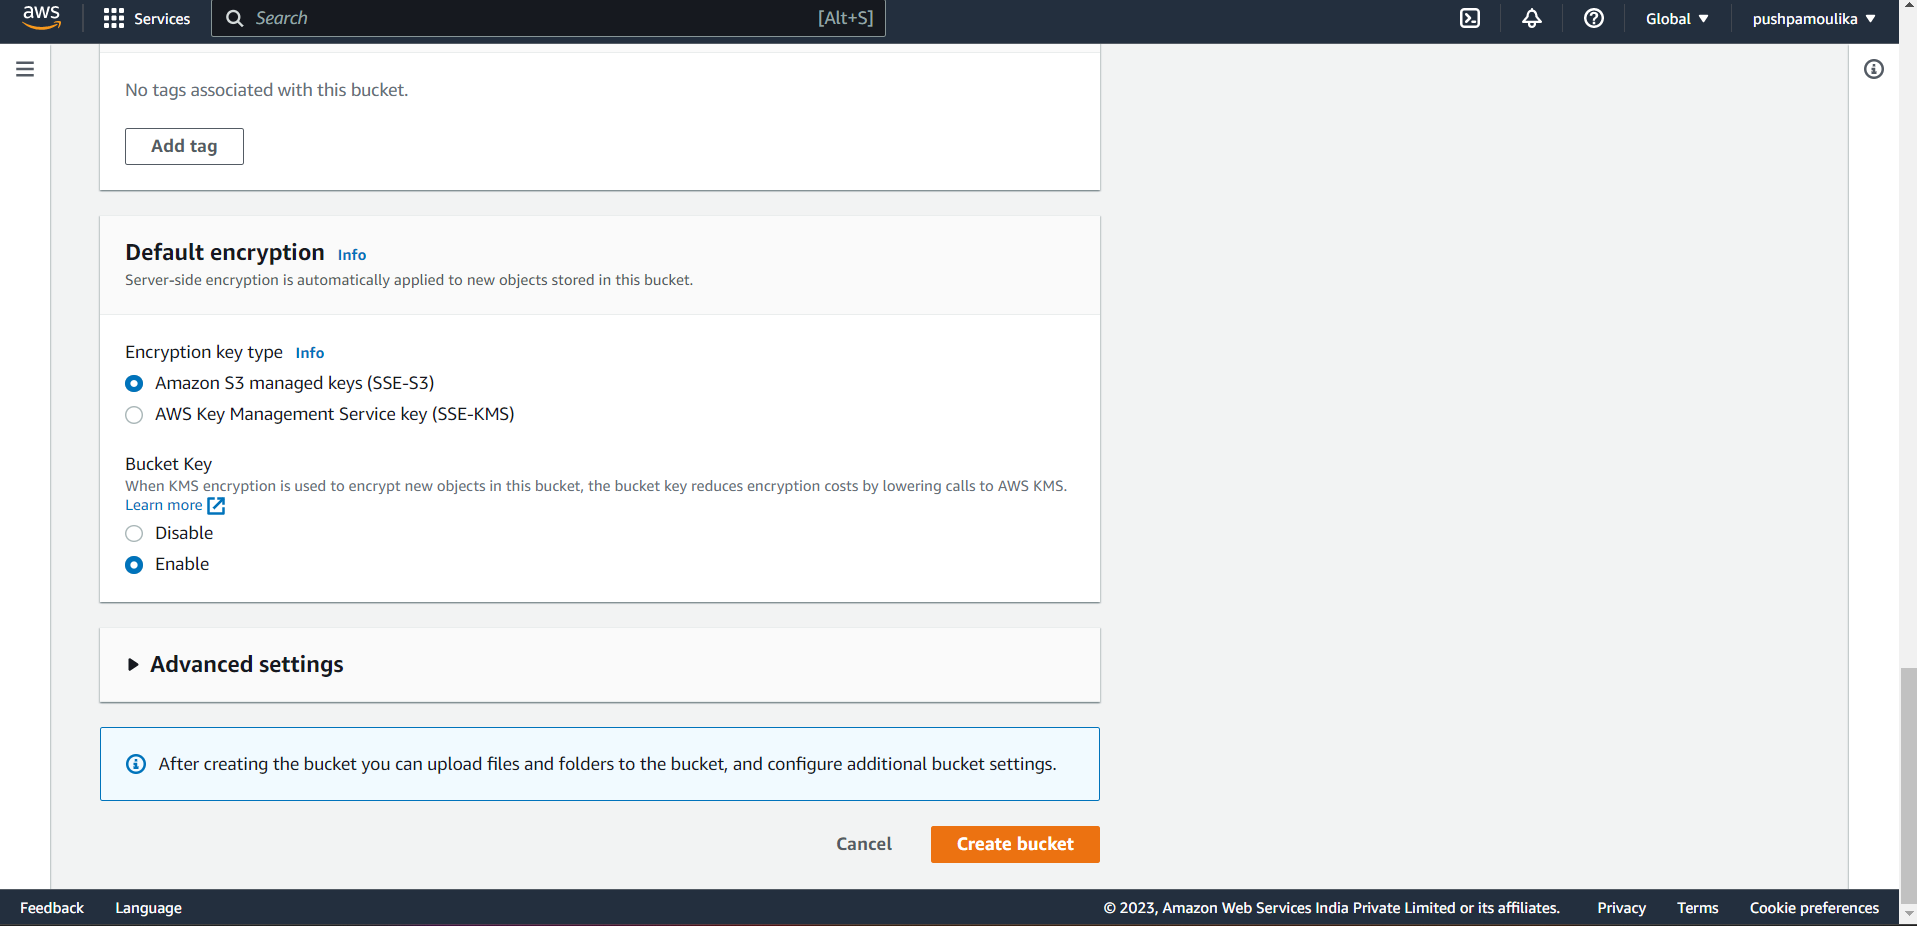 aws Services Search [Alt+S] Global pushpamoulika
No tags associated with this bucket.
Add tag
Default encryption Info
Server-side encryption is automatically applied to new objects stored in this bucket.
Encryption key type Info
Amazon S3 managed keys (SSE-S3)
AWS Key Management Service key (SSE-KMS)
Bucket Key
When KMS encryption is used to encrypt new objects in this bucket, the bucket key reduces encryption costs by lowering calls to AWS KMS.
Learn more
Disable
Enable
Advanced settings
After creating the bucket you can upload files and folders to the bucket, and configure additional bucket settings.
Cancel Create bucket
Feedback Language © 2023, Amazon Web Services India Private Limited or its affiliates. Privacy Terms Cookie preferences